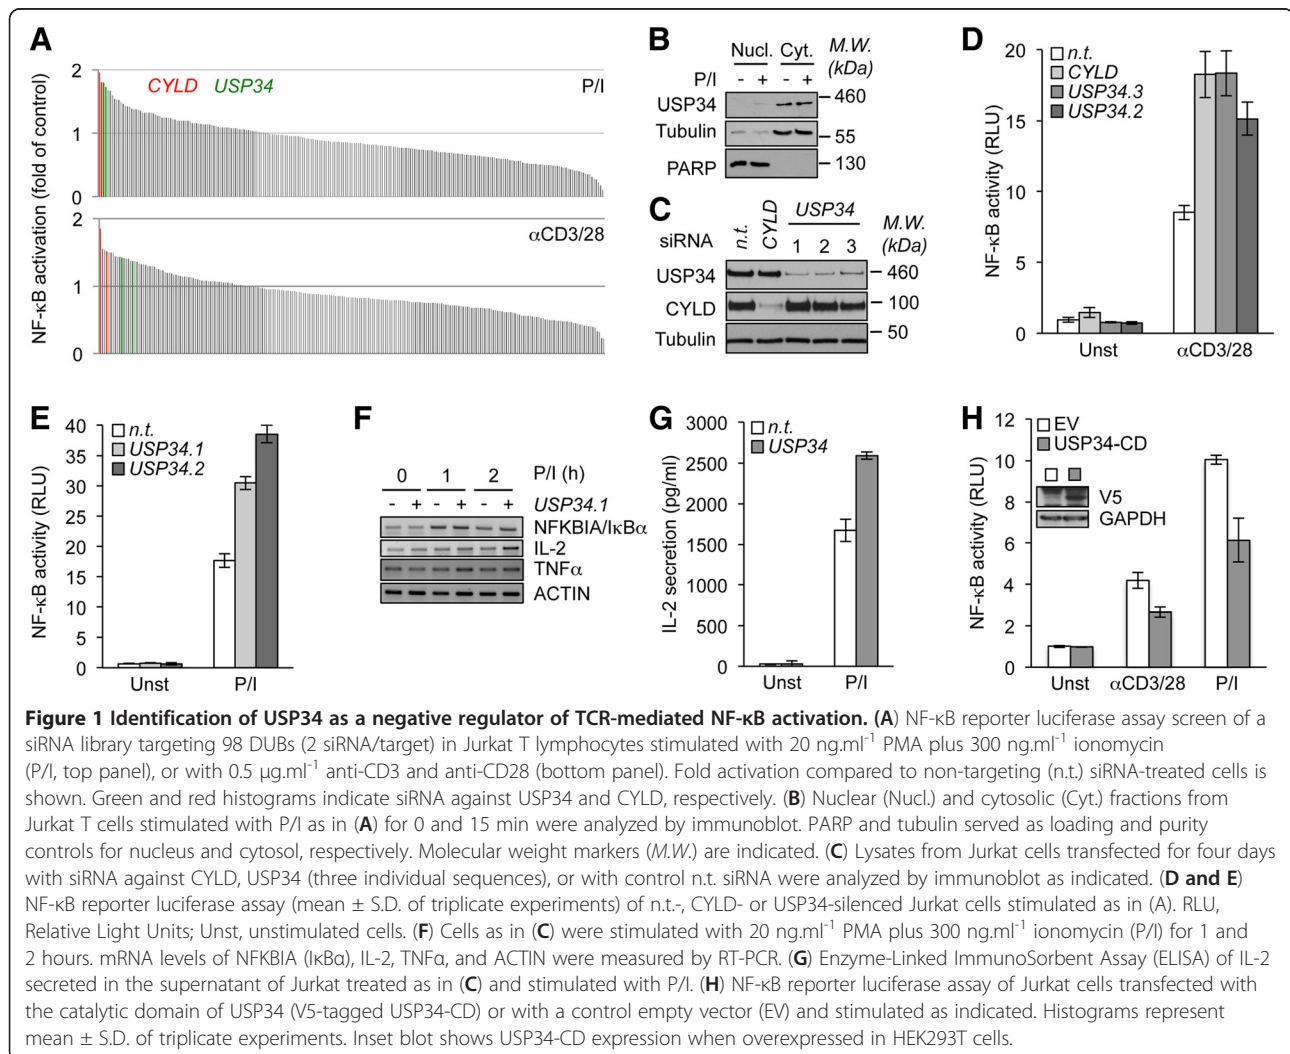 A
NF-κB activation (fold of control)
2
1
0
CYLD USP34
P/I
2
1
0
αCD3/28
B
Nucl. Cyt. M.W.
(kDa)
P/I - + - +
USP34 460
Tubulin 55
PARP 130
C
siRNA n.t. CYLD USP34 M.W.
1 2 3 (kDa)
USP34 460
CYLD 100
Tubulin 50
D
NF-κB activity (RLU)
20
15
10
5
0
n.t.
CYLD
USP34.3
USP34.2
Unst αCD3/28
E
NF-κB activity (RLU)
40
35
30
25
20
15
10
5
0
n.t.
USP34.1
USP34.2
Unst P/I
F
0 1 2 P/I (h)
- + - + - + USP34.1
NFKBIA/IκBα
IL-2
TNFα
ACTIN
G
IL-2 secretion (pg/ml)
3000
2500
2000
1500
1000
500
0
n.t.
USP34
Unst P/I
H
NF-κB activity (RLU)
12
10
8
6
4
2
0
EV
USP34-CD
V5
GAPDH
Unst αCD3/28 P/I
Figure 1 Identification of USP34 as a negative regulator of TCR-mediated NF-κB activation. (A) NF-κB reporter luciferase assay screen of a
siRNA library targeting 98 DUBs (2 siRNA/target) in Jurkat T lymphocytes stimulated with 20 ng.ml⁻¹ PMA plus 300 ng.ml⁻¹ ionomycin
(P/I, top panel), or with 0.5 μg.ml⁻¹ anti-CD3 and anti-CD28 (bottom panel). Fold activation compared to non-targeting (n.t.) siRNA-treated cells is
shown. Green and red histograms indicate siRNA against USP34 and CYLD, respectively. (B) Nuclear (Nucl.) and cytosolic (Cyt.) fractions from
Jurkat T cells stimulated with P/I as in (A) for 0 and 15 min were analyzed by immunoblot. PARP and tubulin served as loading and purity
controls for nucleus and cytosol, respectively. Molecular weight markers (M.W.) are indicated. (C) Lysates from Jurkat cells transfected for four days
with siRNA against CYLD, USP34 (three individual sequences), or with control n.t. siRNA were analyzed by immunoblot as indicated. (D and E)
NF-κB reporter luciferase assay (mean ± S.D. of triplicate experiments) of n.t.-, CYLD- or USP34-silenced Jurkat cells stimulated as in (A). RLU,
Relative Light Units; Unst, unstimulated cells. (F) Cells as in (C) were stimulated with 20 ng.ml⁻¹ PMA plus 300 ng.ml⁻¹ ionomycin (P/I) for 1 and
2 hours. mRNA levels of NFKBIA (IκBα), IL-2, TNFα, and ACTIN were measured by RT-PCR. (G) Enzyme-Linked ImmunoSorbent Assay (ELISA) of IL-2
secreted in the supernatant of Jurkat treated as in (C) and stimulated with P/I. (H) NF-κB reporter luciferase assay of Jurkat cells transfected with
the catalytic domain of USP34 (V5-tagged USP34-CD) or with a control empty vector (EV) and stimulated as indicated. Histograms represent
mean ± S.D. of triplicate experiments. Inset blot shows USP34-CD expression when overexpressed in HEK293T cells.